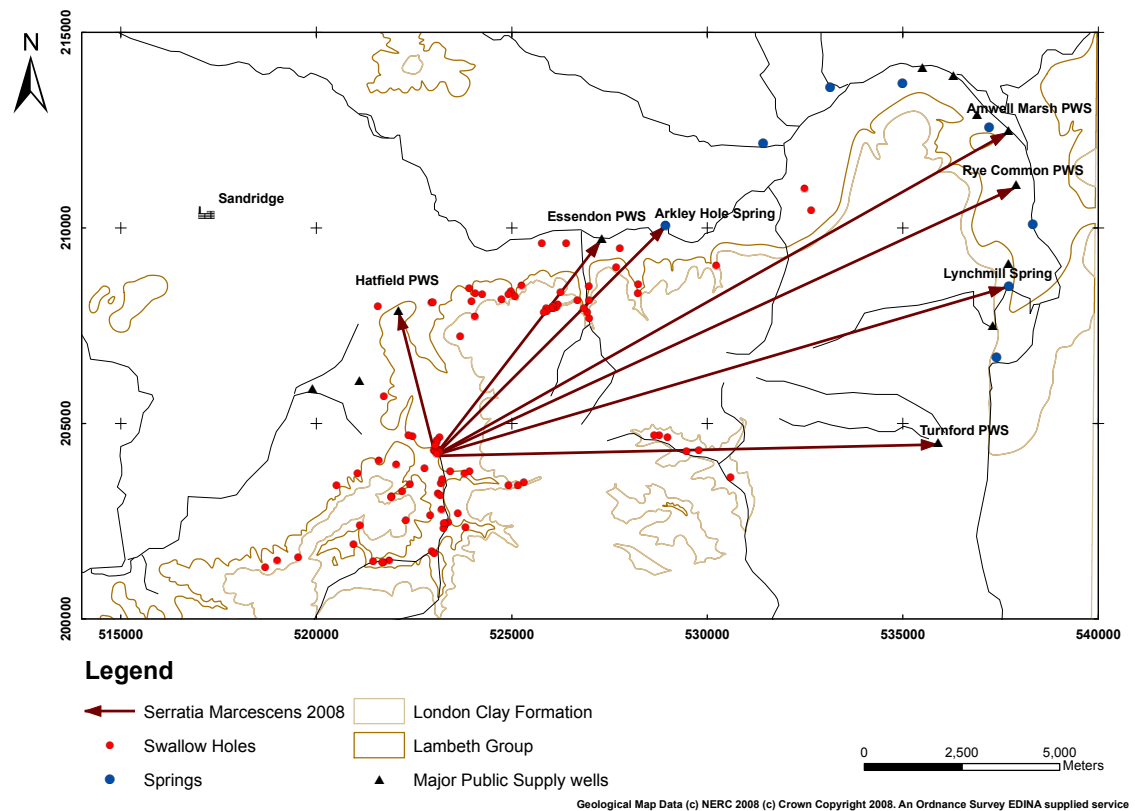 N
215000
210000
205000
200000
515000
520000
525000
530000
535000
540000
Sandridge
Hatfield PWS
Essendon PWS
Arkley Hole Spring
Amwell Marsh PWS
Rye Common PWS
Lynchmill Spring
Turnford PWS
Legend
Serratia Marcescens 2008
Swallow Holes
Springs
London Clay Formation
Lambeth Group
Major Public Supply wells
0 2,500 5,000
Meters
Geological Map Data (c) NERC 2008 (c) Crown Copyright 2008. An Ordnance Survey EDINA supplied service